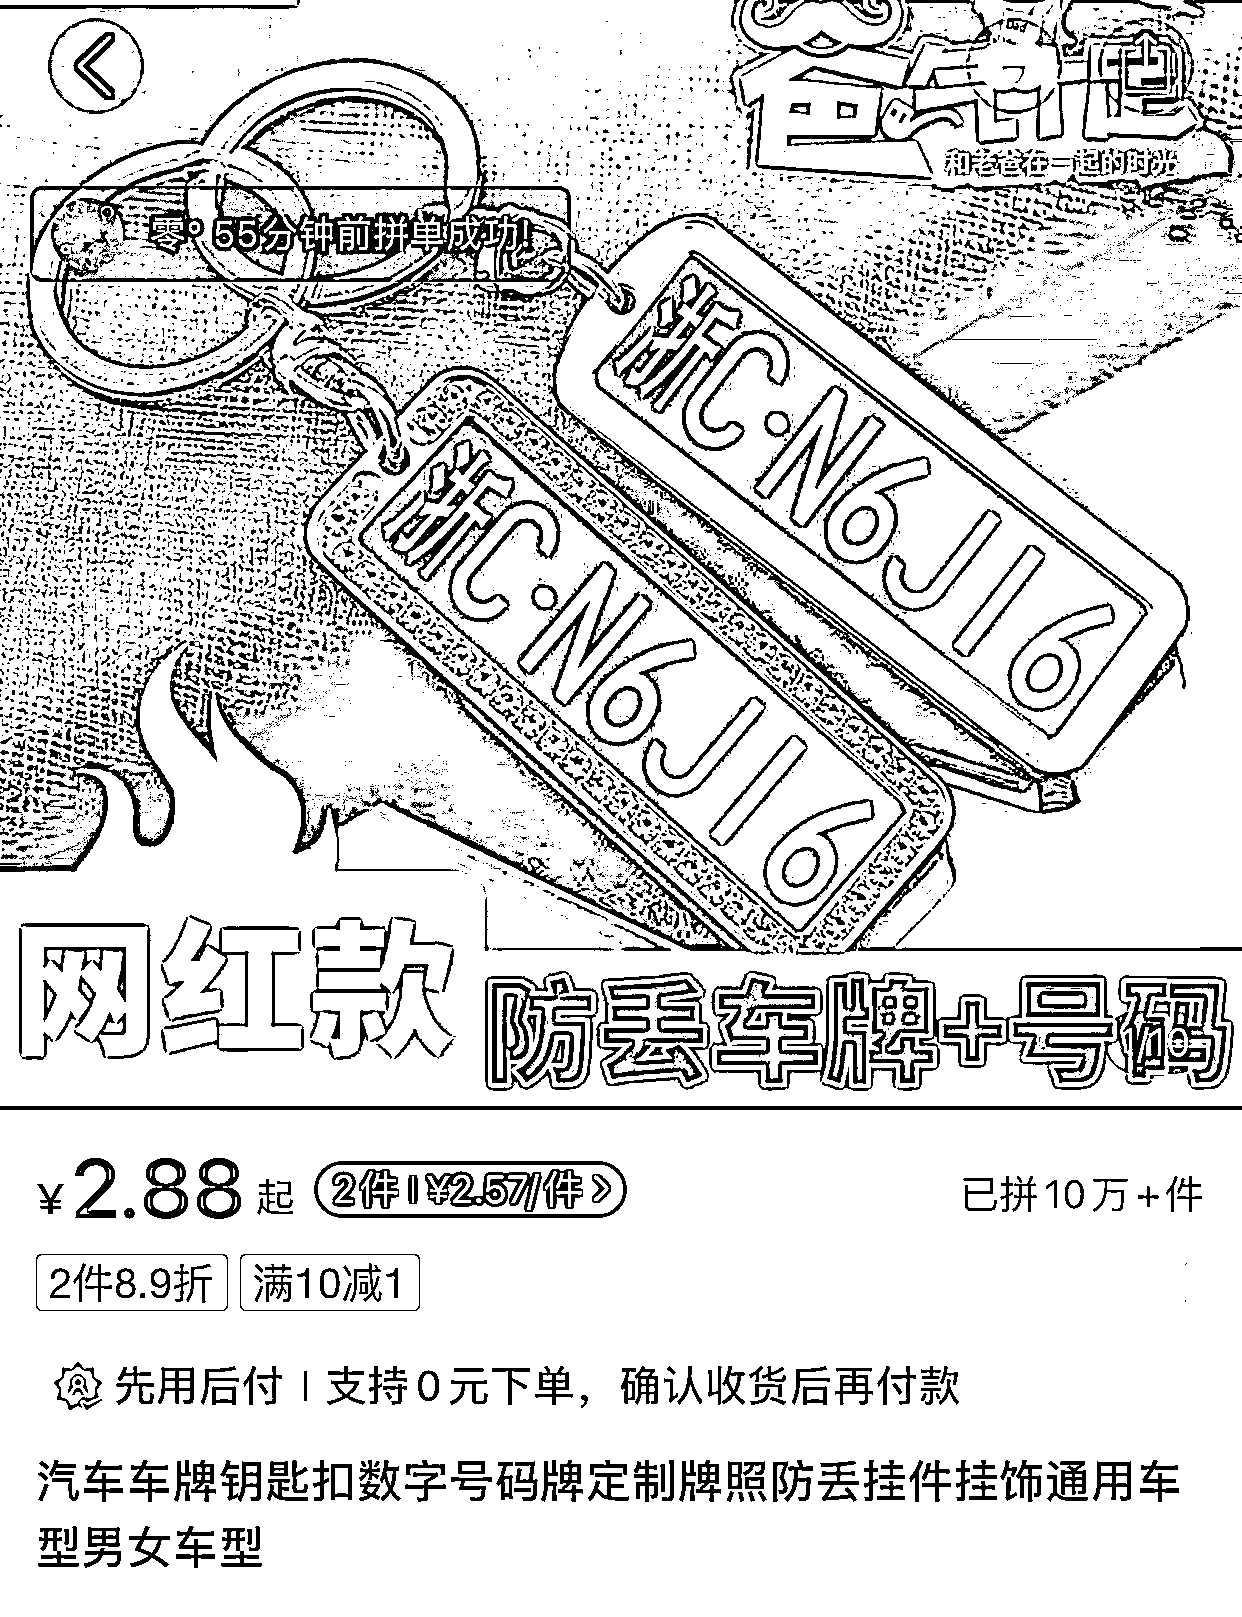 和老爸在一起的时光
零° 55分钟前拼单成功!
浙C·N6J16
浙C·N6J16
网红款
防丢车牌+号码
¥2.88起
2件 | ¥2.57/件 >
已拼10万+件
2件8.9折
满10减1
先用后付 | 支持0元下单，确认收货后再付款
汽车车牌钥匙扣数字号码牌定制牌照防丢挂件挂饰通用车
型男女车型